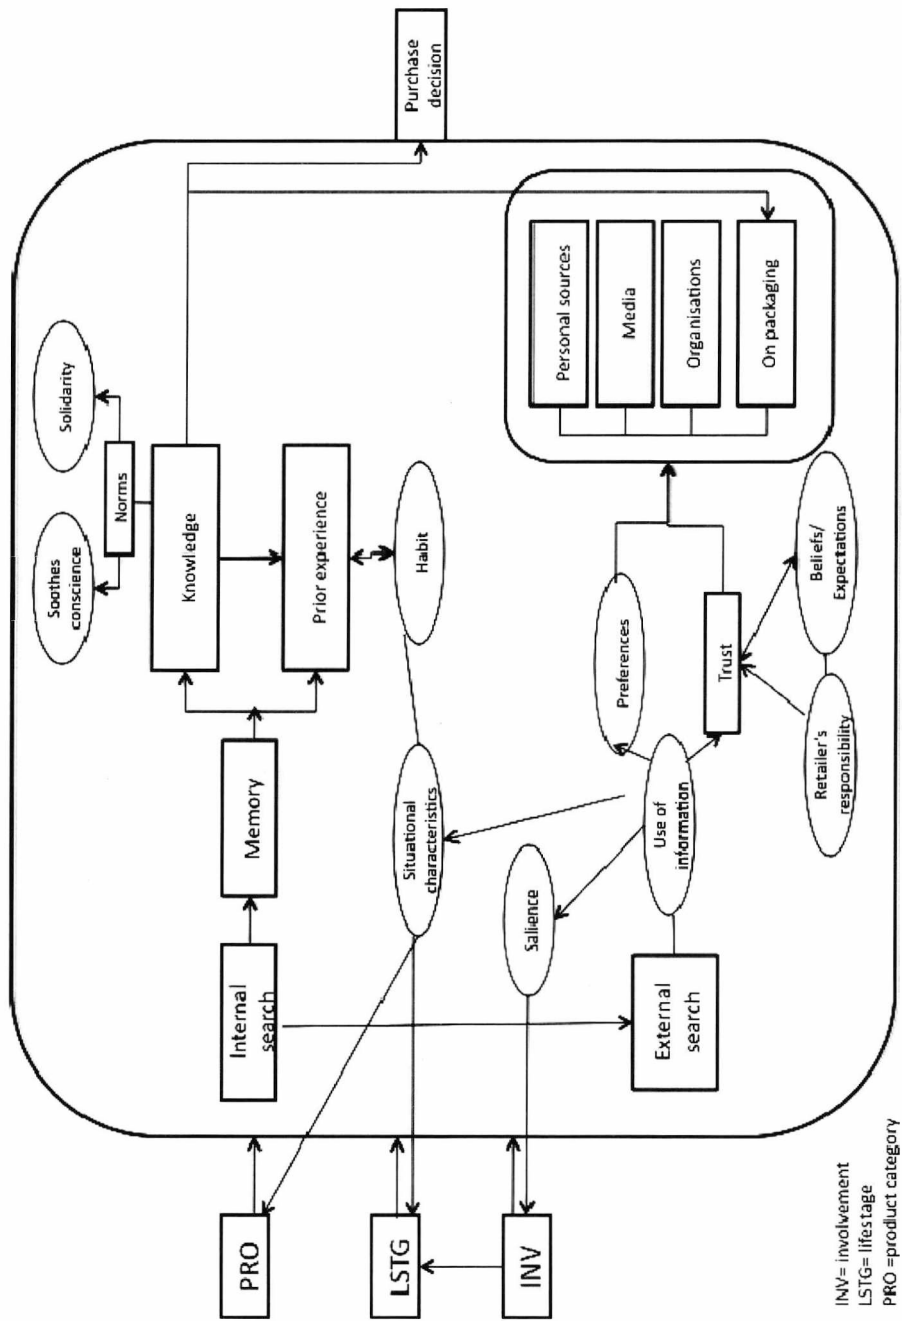 Soothes
conscience
Solidarity
Norms
Knowledge
PRO
Internal
search
Memory
Prior experience
Purchase
decision
LSTG
Situational
characteristics
Habit
INV
Salience
Personal sources
Media
Organisations
On packaging
Preferences
External
search
Use of
information
Trust
Retailer's
responsibility
Beliefs/
Expectations
INV= involvement
LSTG= lifestage
PRO =product category